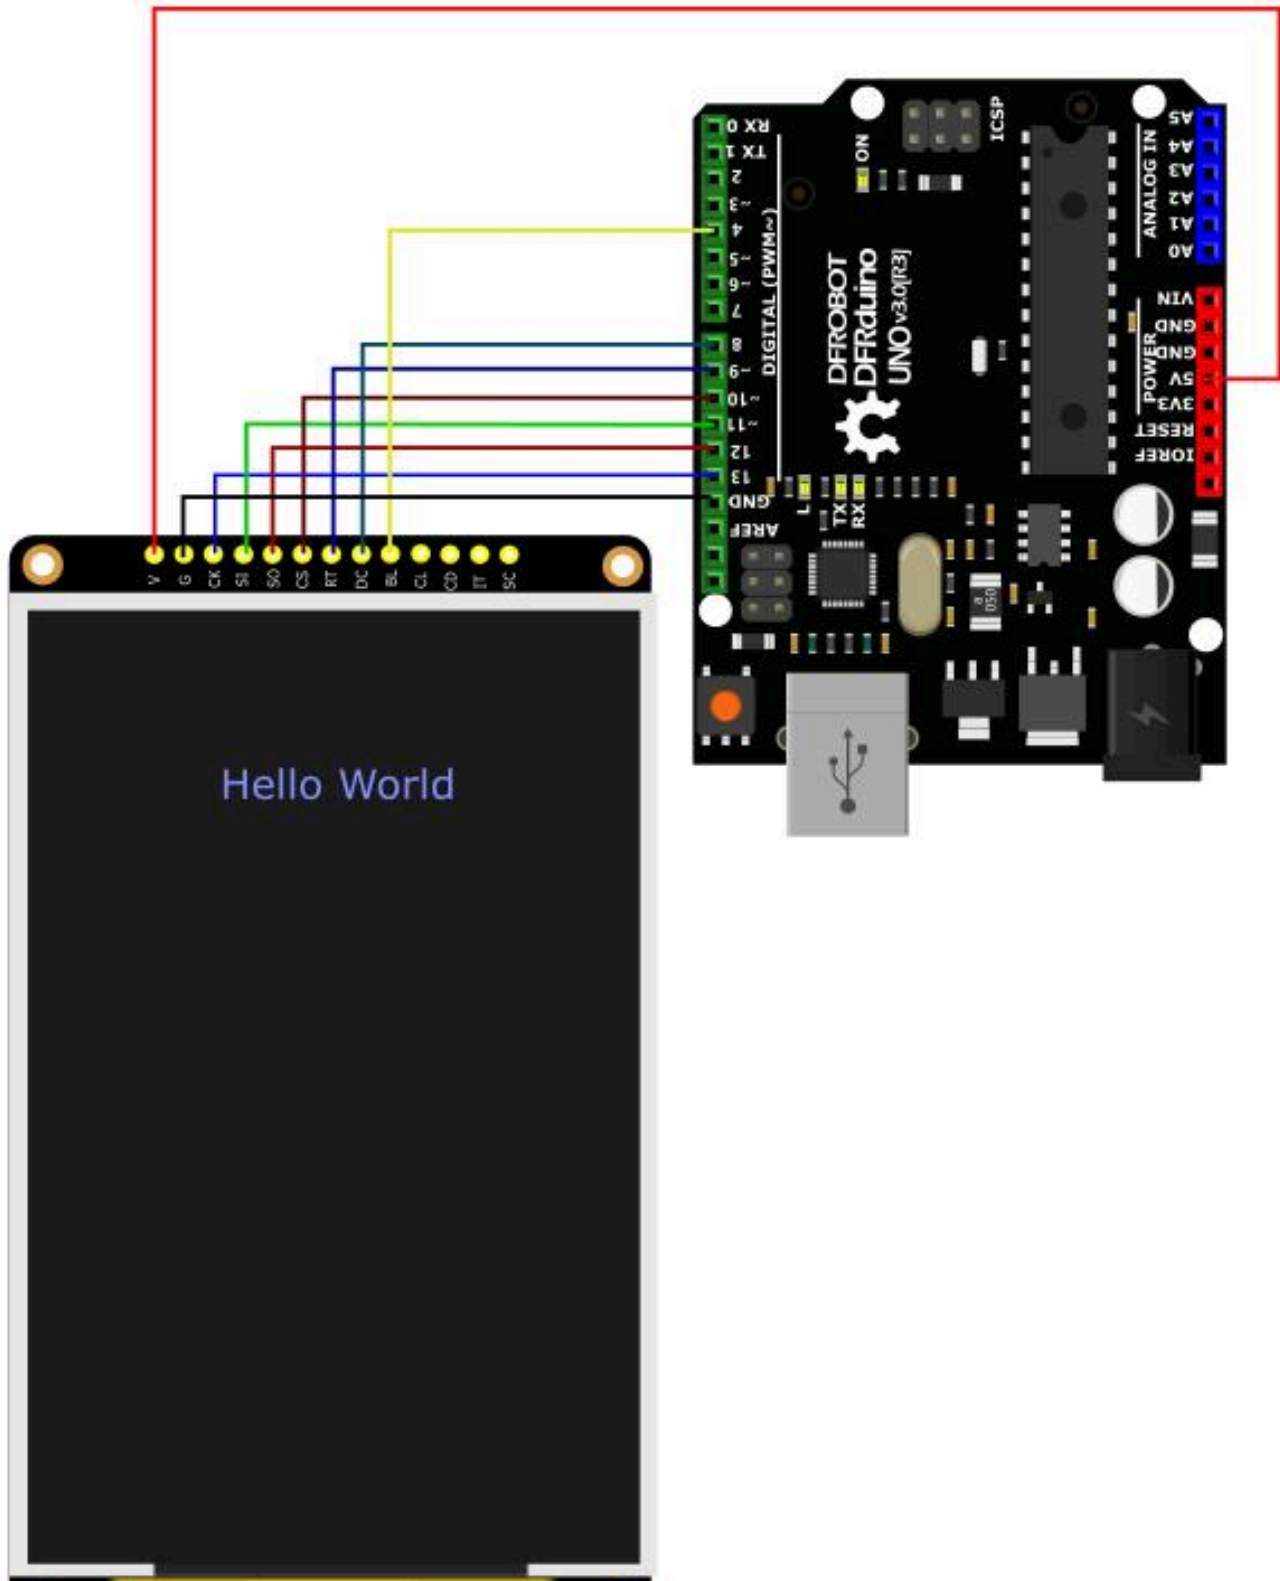 RX 0
TX 1
2
~3
4
~5
~6
7
8
~9
~10
~11
12
13
GND
AREF
DIGITAL (PWM~)
ON
ICSP
DFROBOT
DFRduino
UNO v3.0[R3]
L
TX
RX
A5
A4
A3
A2
A1
A0
ANALOG IN
VIN
GND
GND
5V
3V3
RESET
IOREF
POWER
050
V
G
CK
SI
SO
CS
RT
DC
BL
CL
CD
IT
SC
Hello World